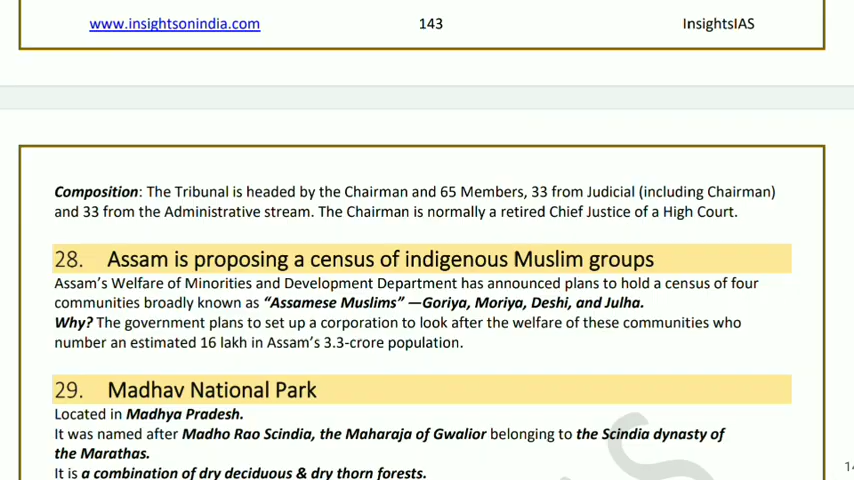 www.insightsonindia.com 143 InsightsIAS
Composition: The Tribunal is headed by the Chairman and 65 Members, 33 from Judicial (including Chairman)
and 33 from the Administrative stream. The Chairman is normally a retired Chief Justice of a High Court.
28. Assam is proposing a census of indigenous Muslim groups
Assam’s Welfare of Minorities and Development Department has announced plans to hold a census of four
communities broadly known as “Assamese Muslims” —Goriya, Moriya, Deshi, and Julha.
Why? The government plans to set up a corporation to look after the welfare of these communities who
number an estimated 16 lakh in Assam’s 3.3-crore population.
29. Madhav National Park
Located in Madhya Pradesh.
It was named after Madho Rao Scindia, the Maharaja of Gwalior belonging to the Scindia dynasty of
the Marathas.
It is a combination of dry deciduous & dry thorn forests.